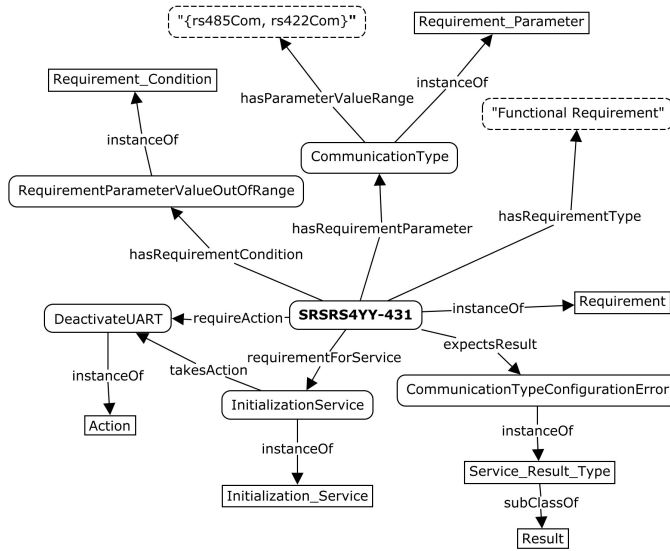 "{rs485Com, rs422Com}"
Requirement_Parameter
Requirement_Condition
hasParameterValueRange
instanceOf
"Functional Requirement"
instanceOf
CommunicationType
RequirementParameterValueOutOfRange
hasRequirementType
hasRequirementParameter
hasRequirementCondition
Requirement
instanceOf
DeactivateUART
requireAction
SRSRS4YY-431
expectsResult
requirementForService
takesAction
instanceOf
CommunicationTypeConfigurationError
InitializationService
Action
instanceOf
instanceOf
Service_Result_Type
Initialization_Service
subClassOf
Result